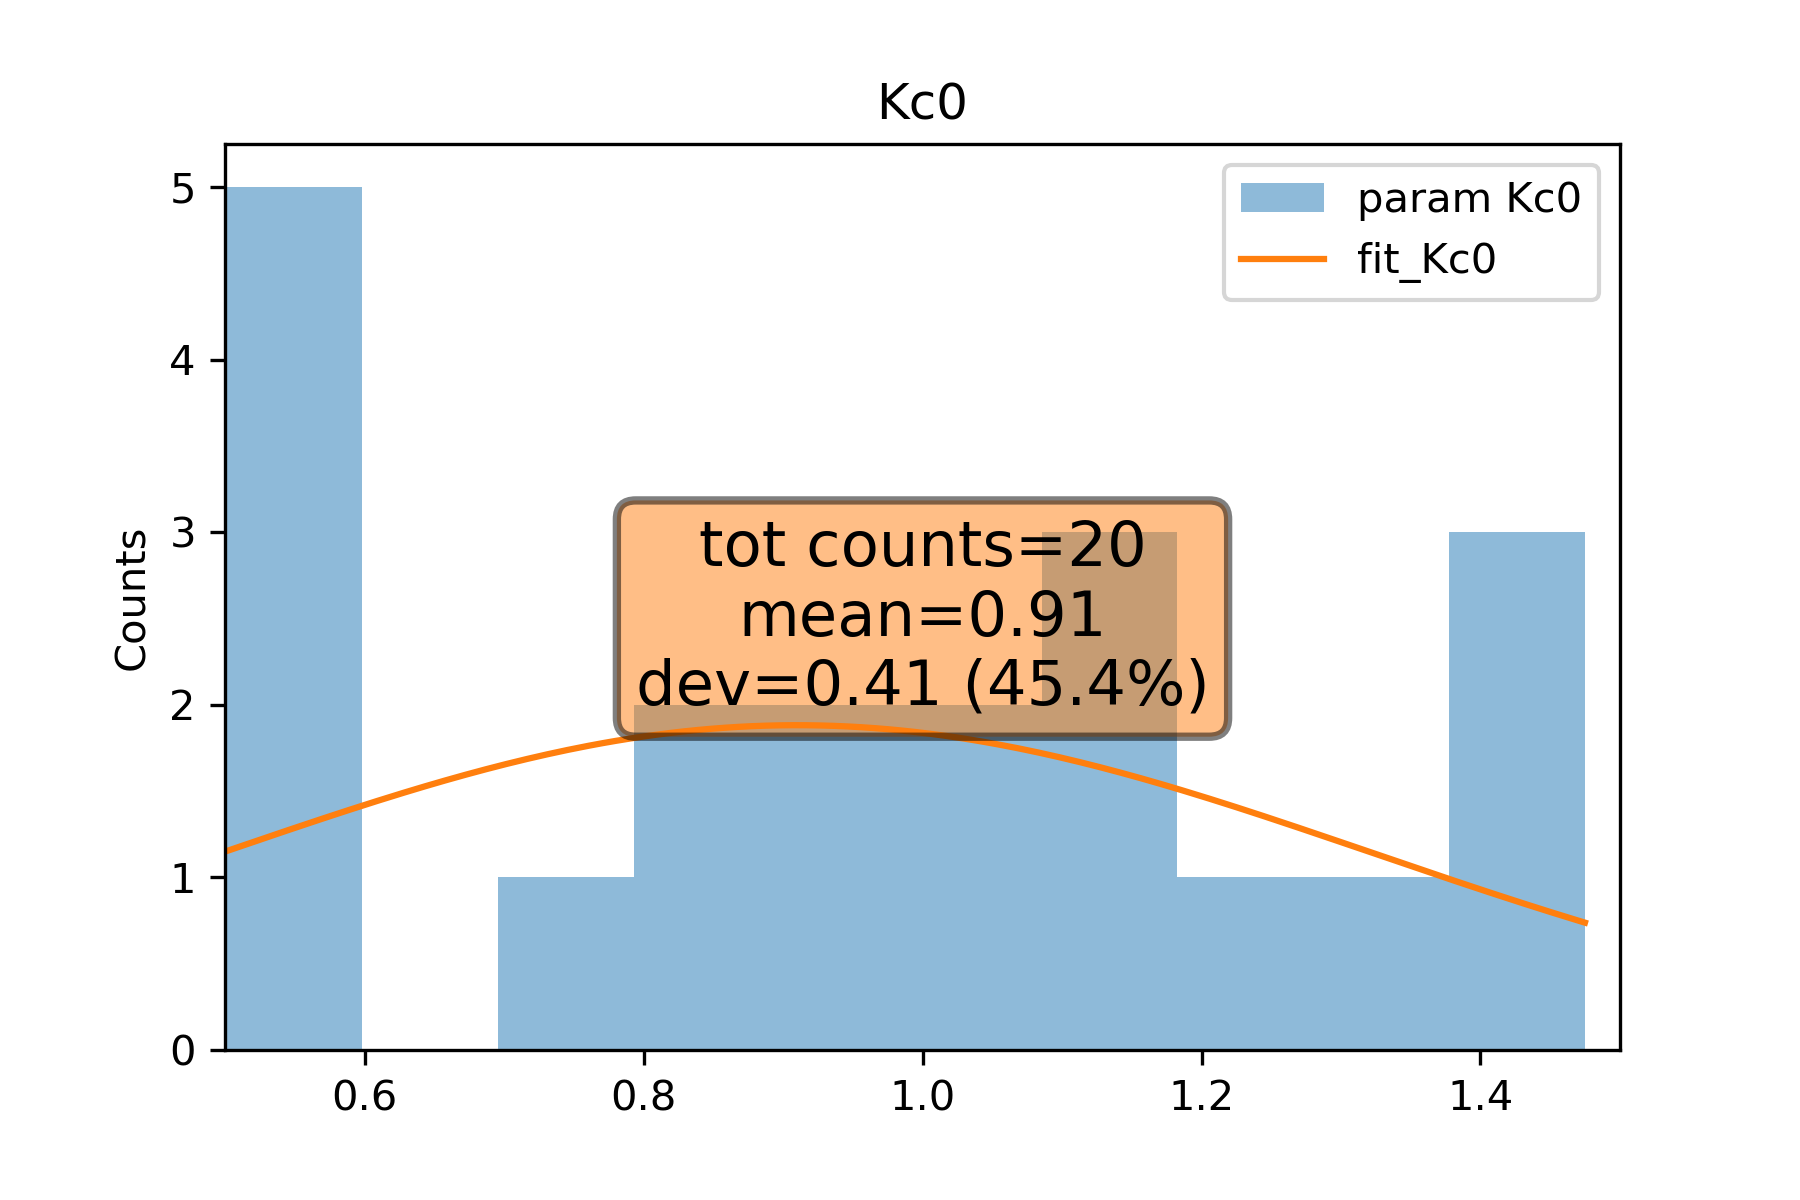 Kc0
param Kc0
fit_Kc0
Counts
5
4
3
2
1
0
tot counts=20
mean=0.91
dev=0.41 (45.4%)
0.6 0.8 1.0 1.2 1.4